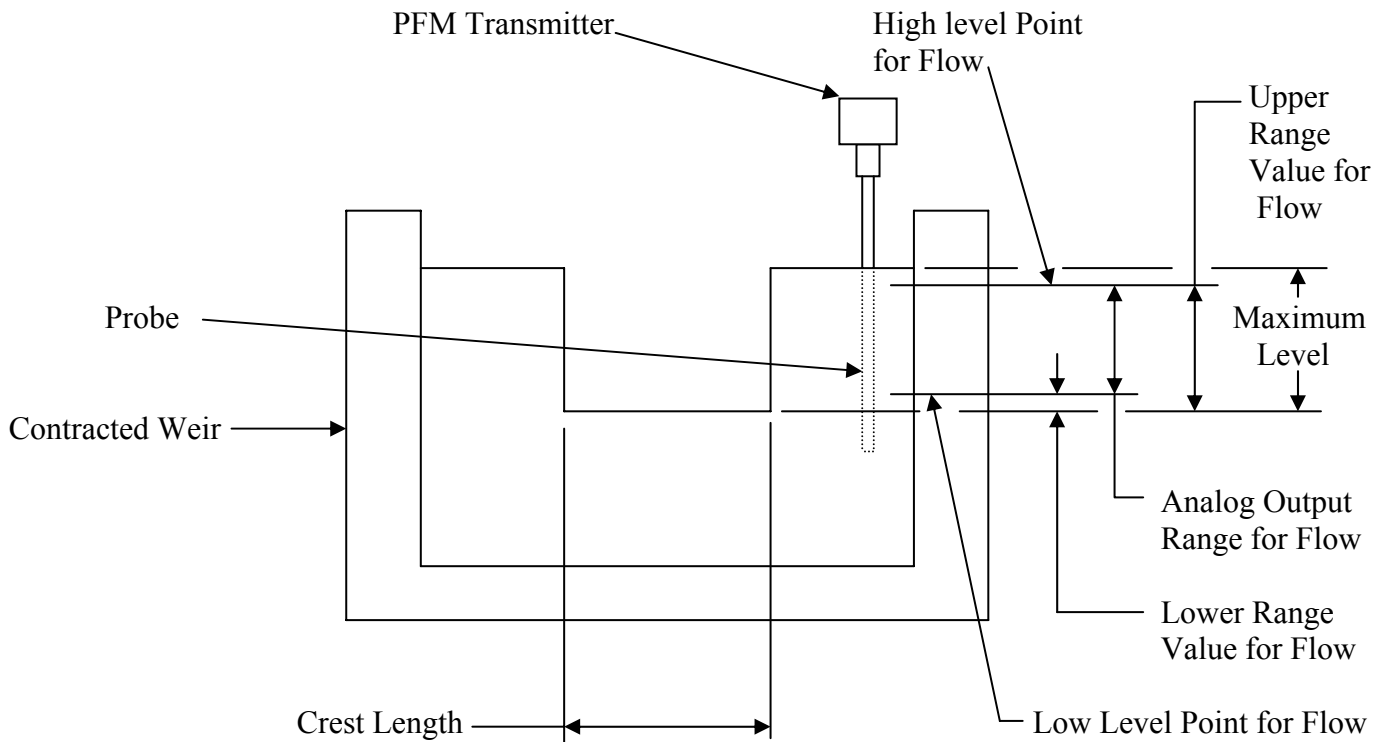 PFM Transmitter
High level Point
for Flow
Upper
Range
Value for
Flow
Probe
Maximum
Level
Contracted Weir
Analog Output
Range for Flow
Lower Range
Value for Flow
Crest Length
Low Level Point for Flow